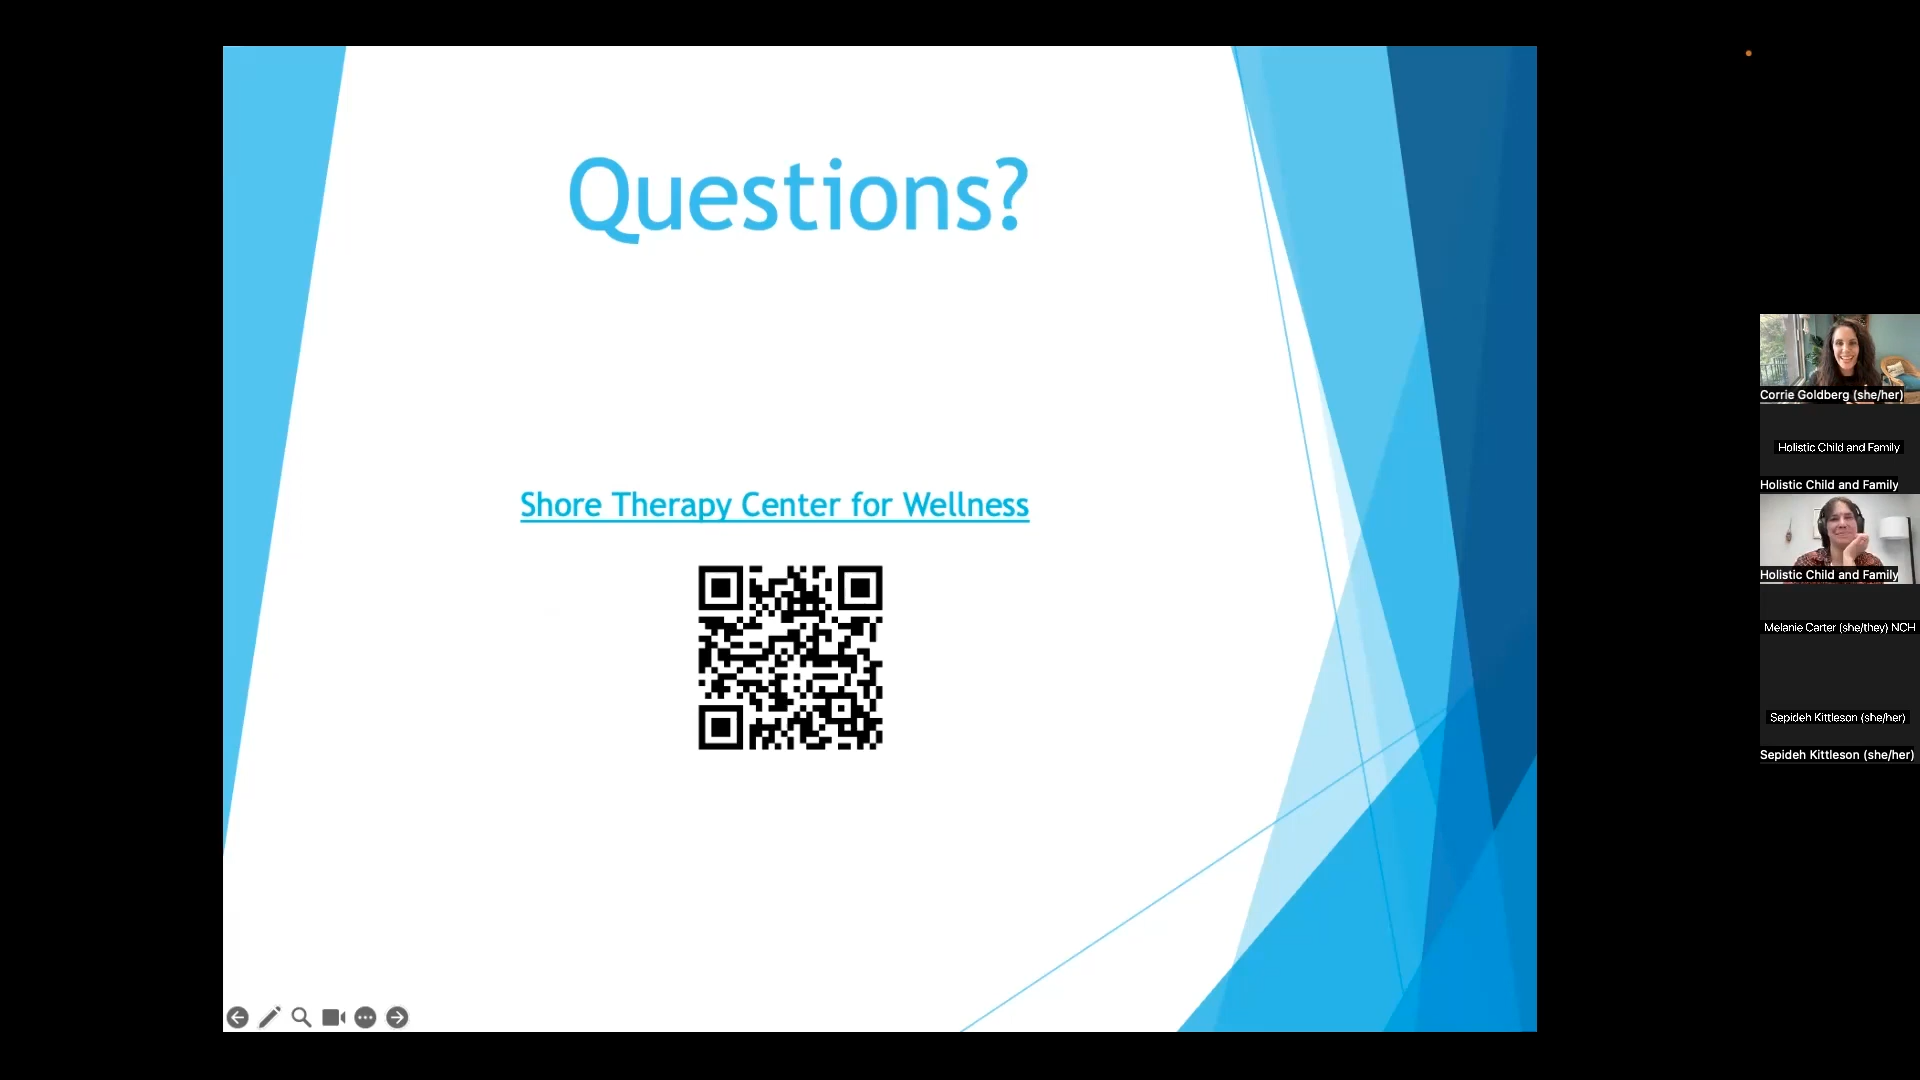 Questions?
Shore Therapy Center for Wellness
Corrie Goldberg (she/her)
Holistic Child and Family
Holistic Child and Family
Holistic Child and Family
Melanie Carter (she/they) NCH
Sepideh Kittleson (she/her)
Sepideh Kittleson (she/her)